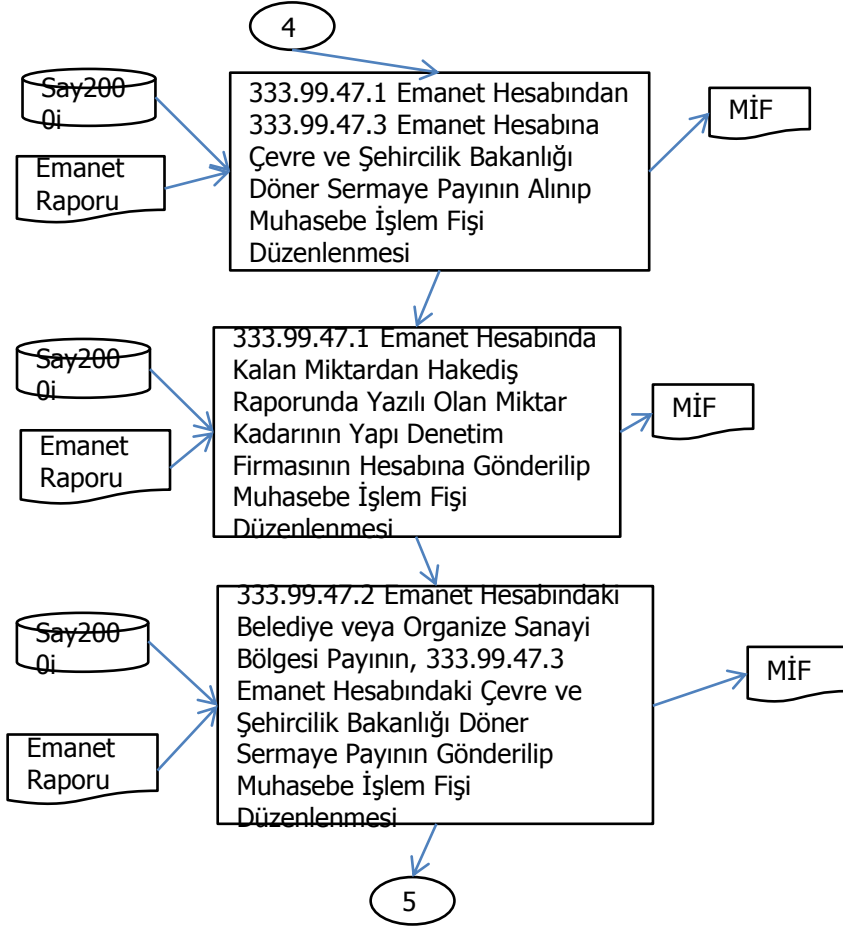 4
Say200
0i
Emanet
Raporu
333.99.47.1 Emanet Hesabından
333.99.47.3 Emanet Hesabına
Çevre ve Şehircilik Bakanlığı
Döner Sermaye Payının Alınıp
Muhasebe İşlem Fişi
Düzenlenmesi
MİF
Say200
0i
Emanet
Raporu
333.99.47.1 Emanet Hesabında
Kalan Miktardan Hakediş
Raporunda Yazılı Olan Miktar
Kadarının Yapı Denetim
Firmasının Hesabına Gönderilip
Muhasebe İşlem Fişi
Düzenlenmesi
MİF
Say200
0i
Emanet
Raporu
333.99.47.2 Emanet Hesabındaki
Belediye veya Organize Sanayi
Bölgesi Payının, 333.99.47.3
Emanet Hesabındaki Çevre ve
Şehircilik Bakanlığı Döner
Sermaye Payının Gönderilip
Muhasebe İşlem Fişi
Düzenlenmesi
MİF
5